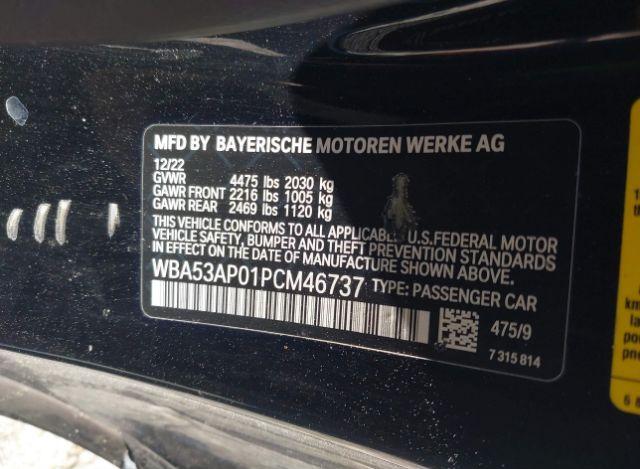 MFD BY BAYERISCHE MOTOREN WERKE AG
12/22
GVWR 4475 lbs 2030 kg
GAWR FRONT 2216 lbs 1005 kg
GAWR REAR 2469 lbs 1120 kg
THIS VEHICLE CONFORMS TO ALL APPLICABLE U.S.FEDERAL MOTOR
VEHICLE SAFETY, BUMPER AND THEFT PREVENTION STANDARDS
IN EFFECT ON THE DATE OF MANUFACTURE SHOWN ABOVE.
WBA53AP01PCM46737 TYPE: PASSENGER CAR
475/9
7 315 814